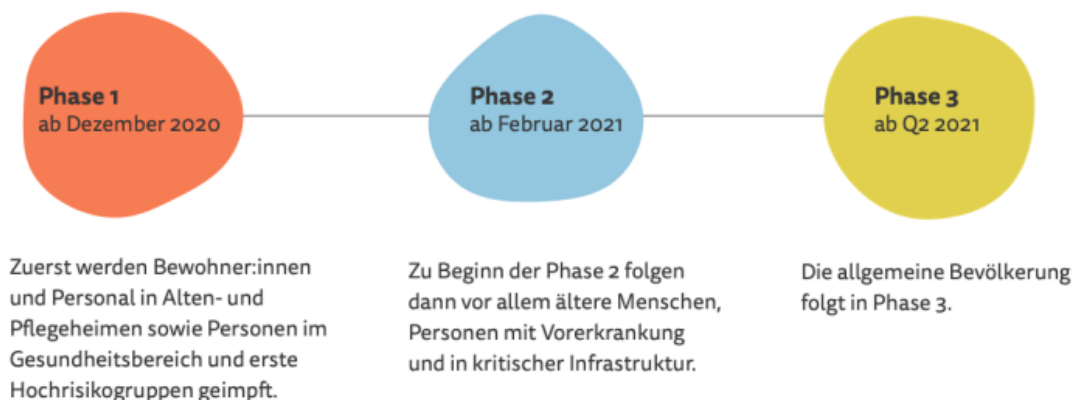 Phase 1
ab Dezember 2020
Phase 2
ab Februar 2021
Phase 3
ab Q2 2021
Zuerst werden Bewohner:innen
und Personal in Alten- und
Pflegeheimen sowie Personen im
Gesundheitsbereich und erste
Hochrisikogruppen geimpft.
Zu Beginn der Phase 2 folgen
dann vor allem ältere Menschen,
Personen mit Vorerkrankung
und in kritischer Infrastruktur.
Die allgemeine Bevölkerung
folgt in Phase 3.